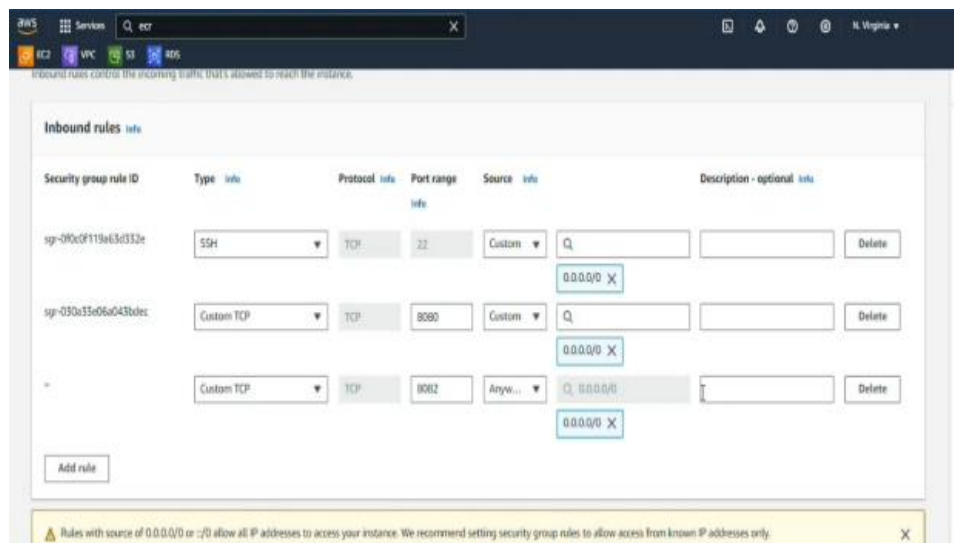 aws Services ecr X N. Virginia
EC2 VPC S3 RDS
Inbound rules control the incoming traffic that's allowed to reach the instance.
Inbound rules Info
Security group rule ID Type Info Protocol Info Port range Info Source Info Description - optional Info
SSH TCP 22 Custom Delete
0.0.0.0/0 X
Custom TCP TCP 8080 Custom Delete
0.0.0.0/0 X
- Custom TCP TCP 8082 Anyw... 0.0.0.0/0 Delete
0.0.0.0/0 X
Add rule
Rules with source of 0.0.0.0/0 or ::/0 allow all IP addresses to access your instance. We recommend setting security group rules to allow access from known IP addresses only. X